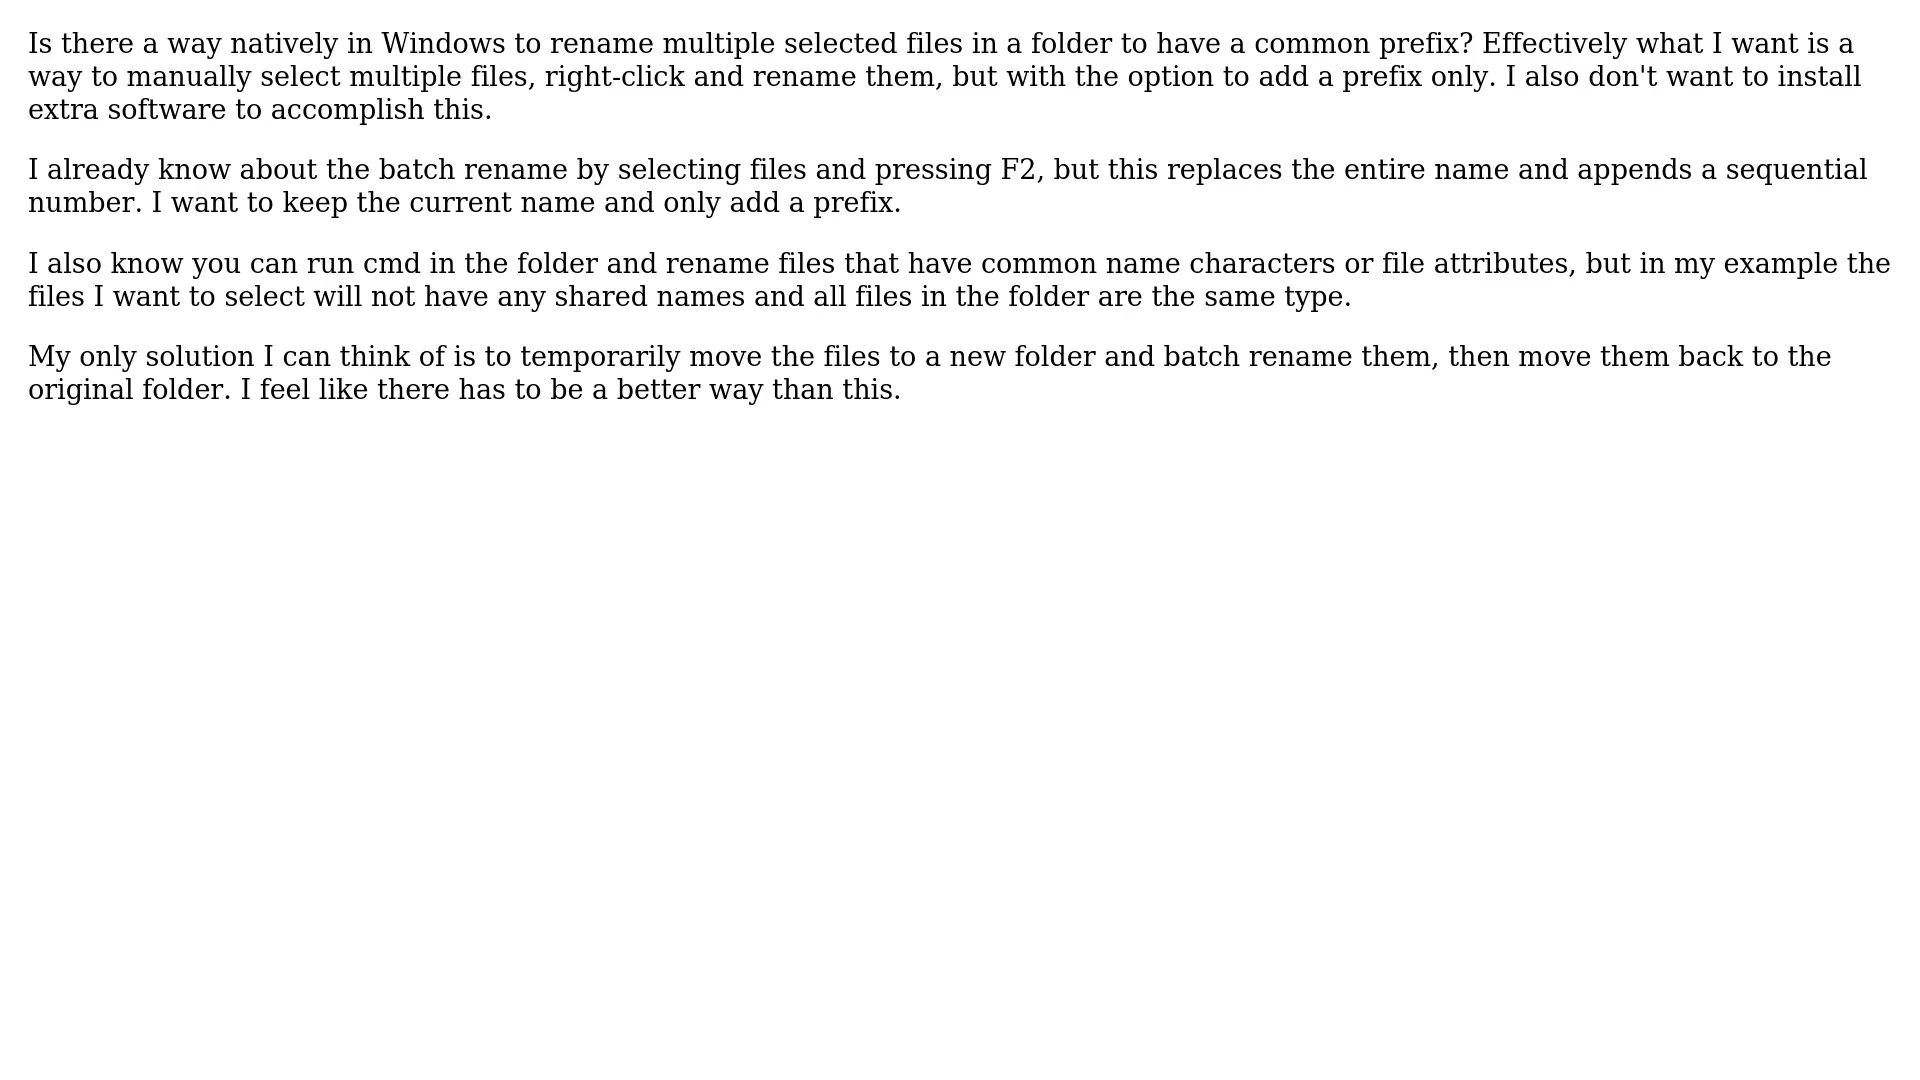 Is there a way natively in Windows to rename multiple selected files in a folder to have a common prefix? Effectively what I want is a
way to manually select multiple files, right-click and rename them, but with the option to add a prefix only. I also don't want to install
extra software to accomplish this.
I already know about the batch rename by selecting files and pressing F2, but this replaces the entire name and appends a sequential
number. I want to keep the current name and only add a prefix.
I also know you can run cmd in the folder and rename files that have common name characters or file attributes, but in my example the
files I want to select will not have any shared names and all files in the folder are the same type.
My only solution I can think of is to temporarily move the files to a new folder and batch rename them, then move them back to the
original folder. I feel like there has to be a better way than this.